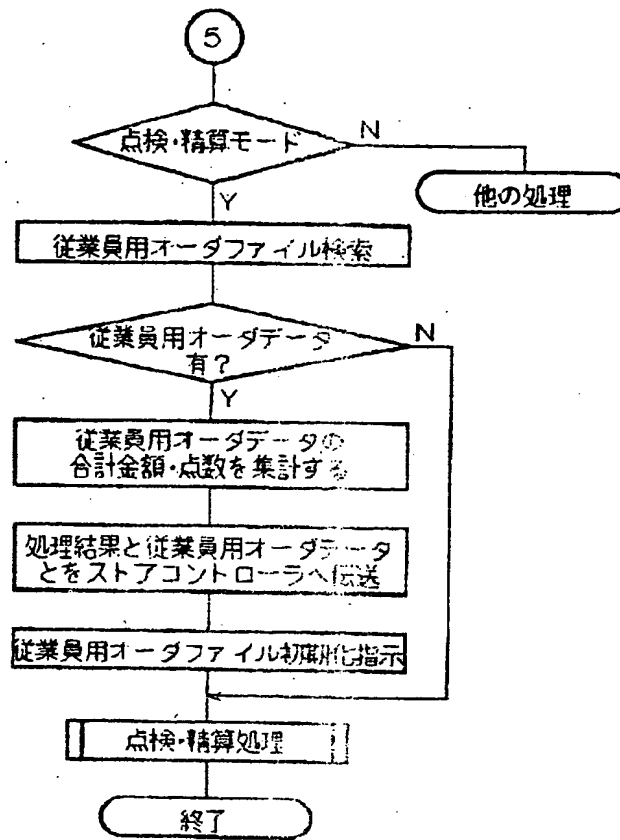 5
点検・精算モード
N
他の処理
Y
従業員用オーダファイル検索
従業員用オーダデータ
有?
N
Y
従業員用オーダデータの
合計金額・点数を集計する
処理結果と従業員用オーダデータ
とをストアコントローラへ伝送
従業員用オーダファイル初期化指示
点検・精算処理
終了